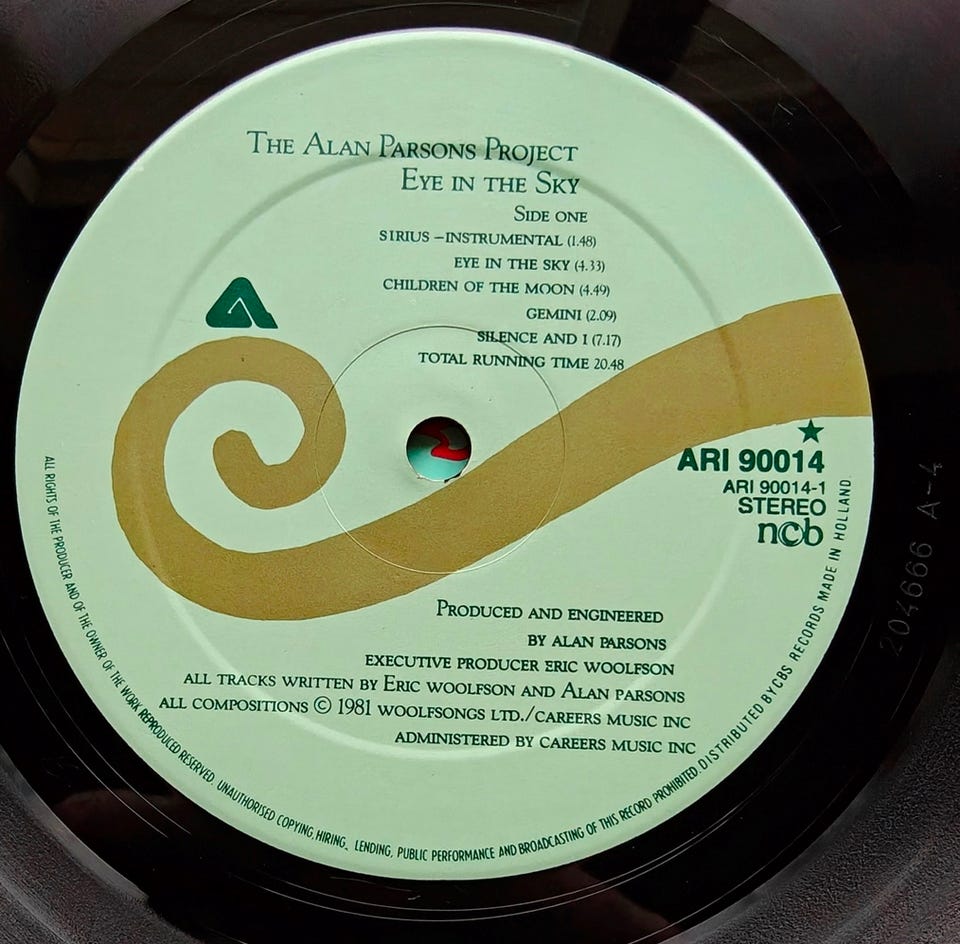 THE ALAN PARSONS PROJECT
EYE IN THE SKY
SIDE ONE
SIRIUS –INSTRUMENTAL (1.48)
EYE IN THE SKY (4.33)
CHILDREN OF THE MOON (4.49)
GEMINI (2.09)
SILENCE AND I (7.17)
TOTAL RUNNING TIME 20.48
ARI 90014
ARI 90014-1
STEREO
ncb
PRODUCED AND ENGINEERED
BY ALAN PARSONS
EXECUTIVE PRODUCER ERIC WOOLFSON
ALL TRACKS WRITTEN BY ERIC WOOLFSON AND ALAN PARSONS
ALL COMPOSITIONS © 1981 WOOLFSONGS LTD./CAREERS MUSIC INC
ADMINISTERED BY CAREERS MUSIC INC
ALL RIGHTS OF THE PRODUCER AND OF THE OWNER OF THE WORK REPRODUCED RESERVED. UNAUTHORISED COPYING, HIRING, LENDING, PUBLIC PERFORMANCE AND BROADCASTING OF THIS RECORD PROHIBITED. DISTRIBUTED BY CBS RECORDS MADE IN HOLLAND
204666 A-4